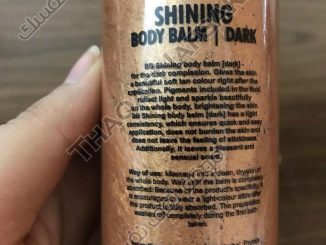 SHINING
BODY BALM | DARK
BB Shining body balm [dark] -
for the dark complexion. Gives the skin
a beautiful soft tan colour right after the
application. Pigments included in the fluid
reflect light and sparkle beautifully
on the whole body, brightening the skin.
BB Shining body balm [dark] has a light
consistency, which ensures quick and easy
application, does not burden the skin and
does not leave the feeling of stickiness.
Additionally, it leaves a pleasant and
sensual scent.
Way of use: Massage into a clean, dry skin of
the whole body. Wait until the balm is completely
absorbed. Because of the product's specificity, it
is encouraged to wear a light-colour attire after
the product is fully absorbed. The preparation
washes off completely during the first bath
taken.